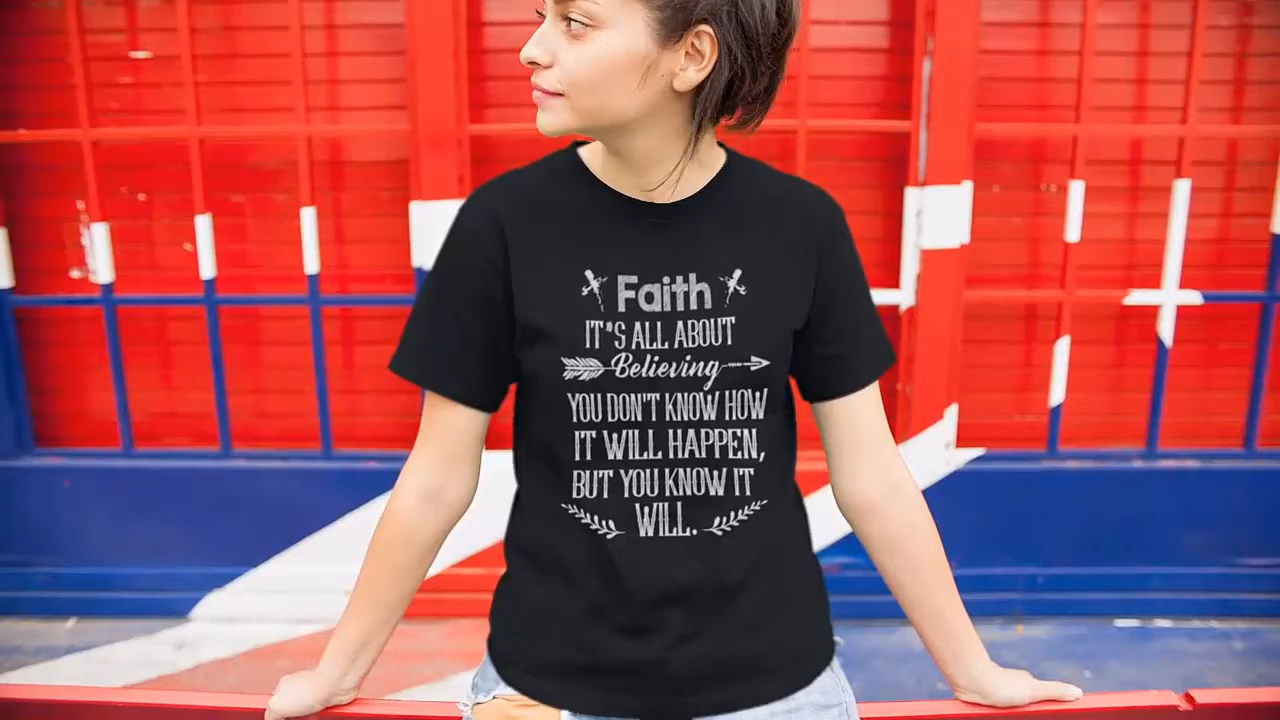 Faith
IT'S ALL ABOUT
Believing
YOU DON'T KNOW HOW
IT WILL HAPPEN,
BUT YOU KNOW IT
WILL.